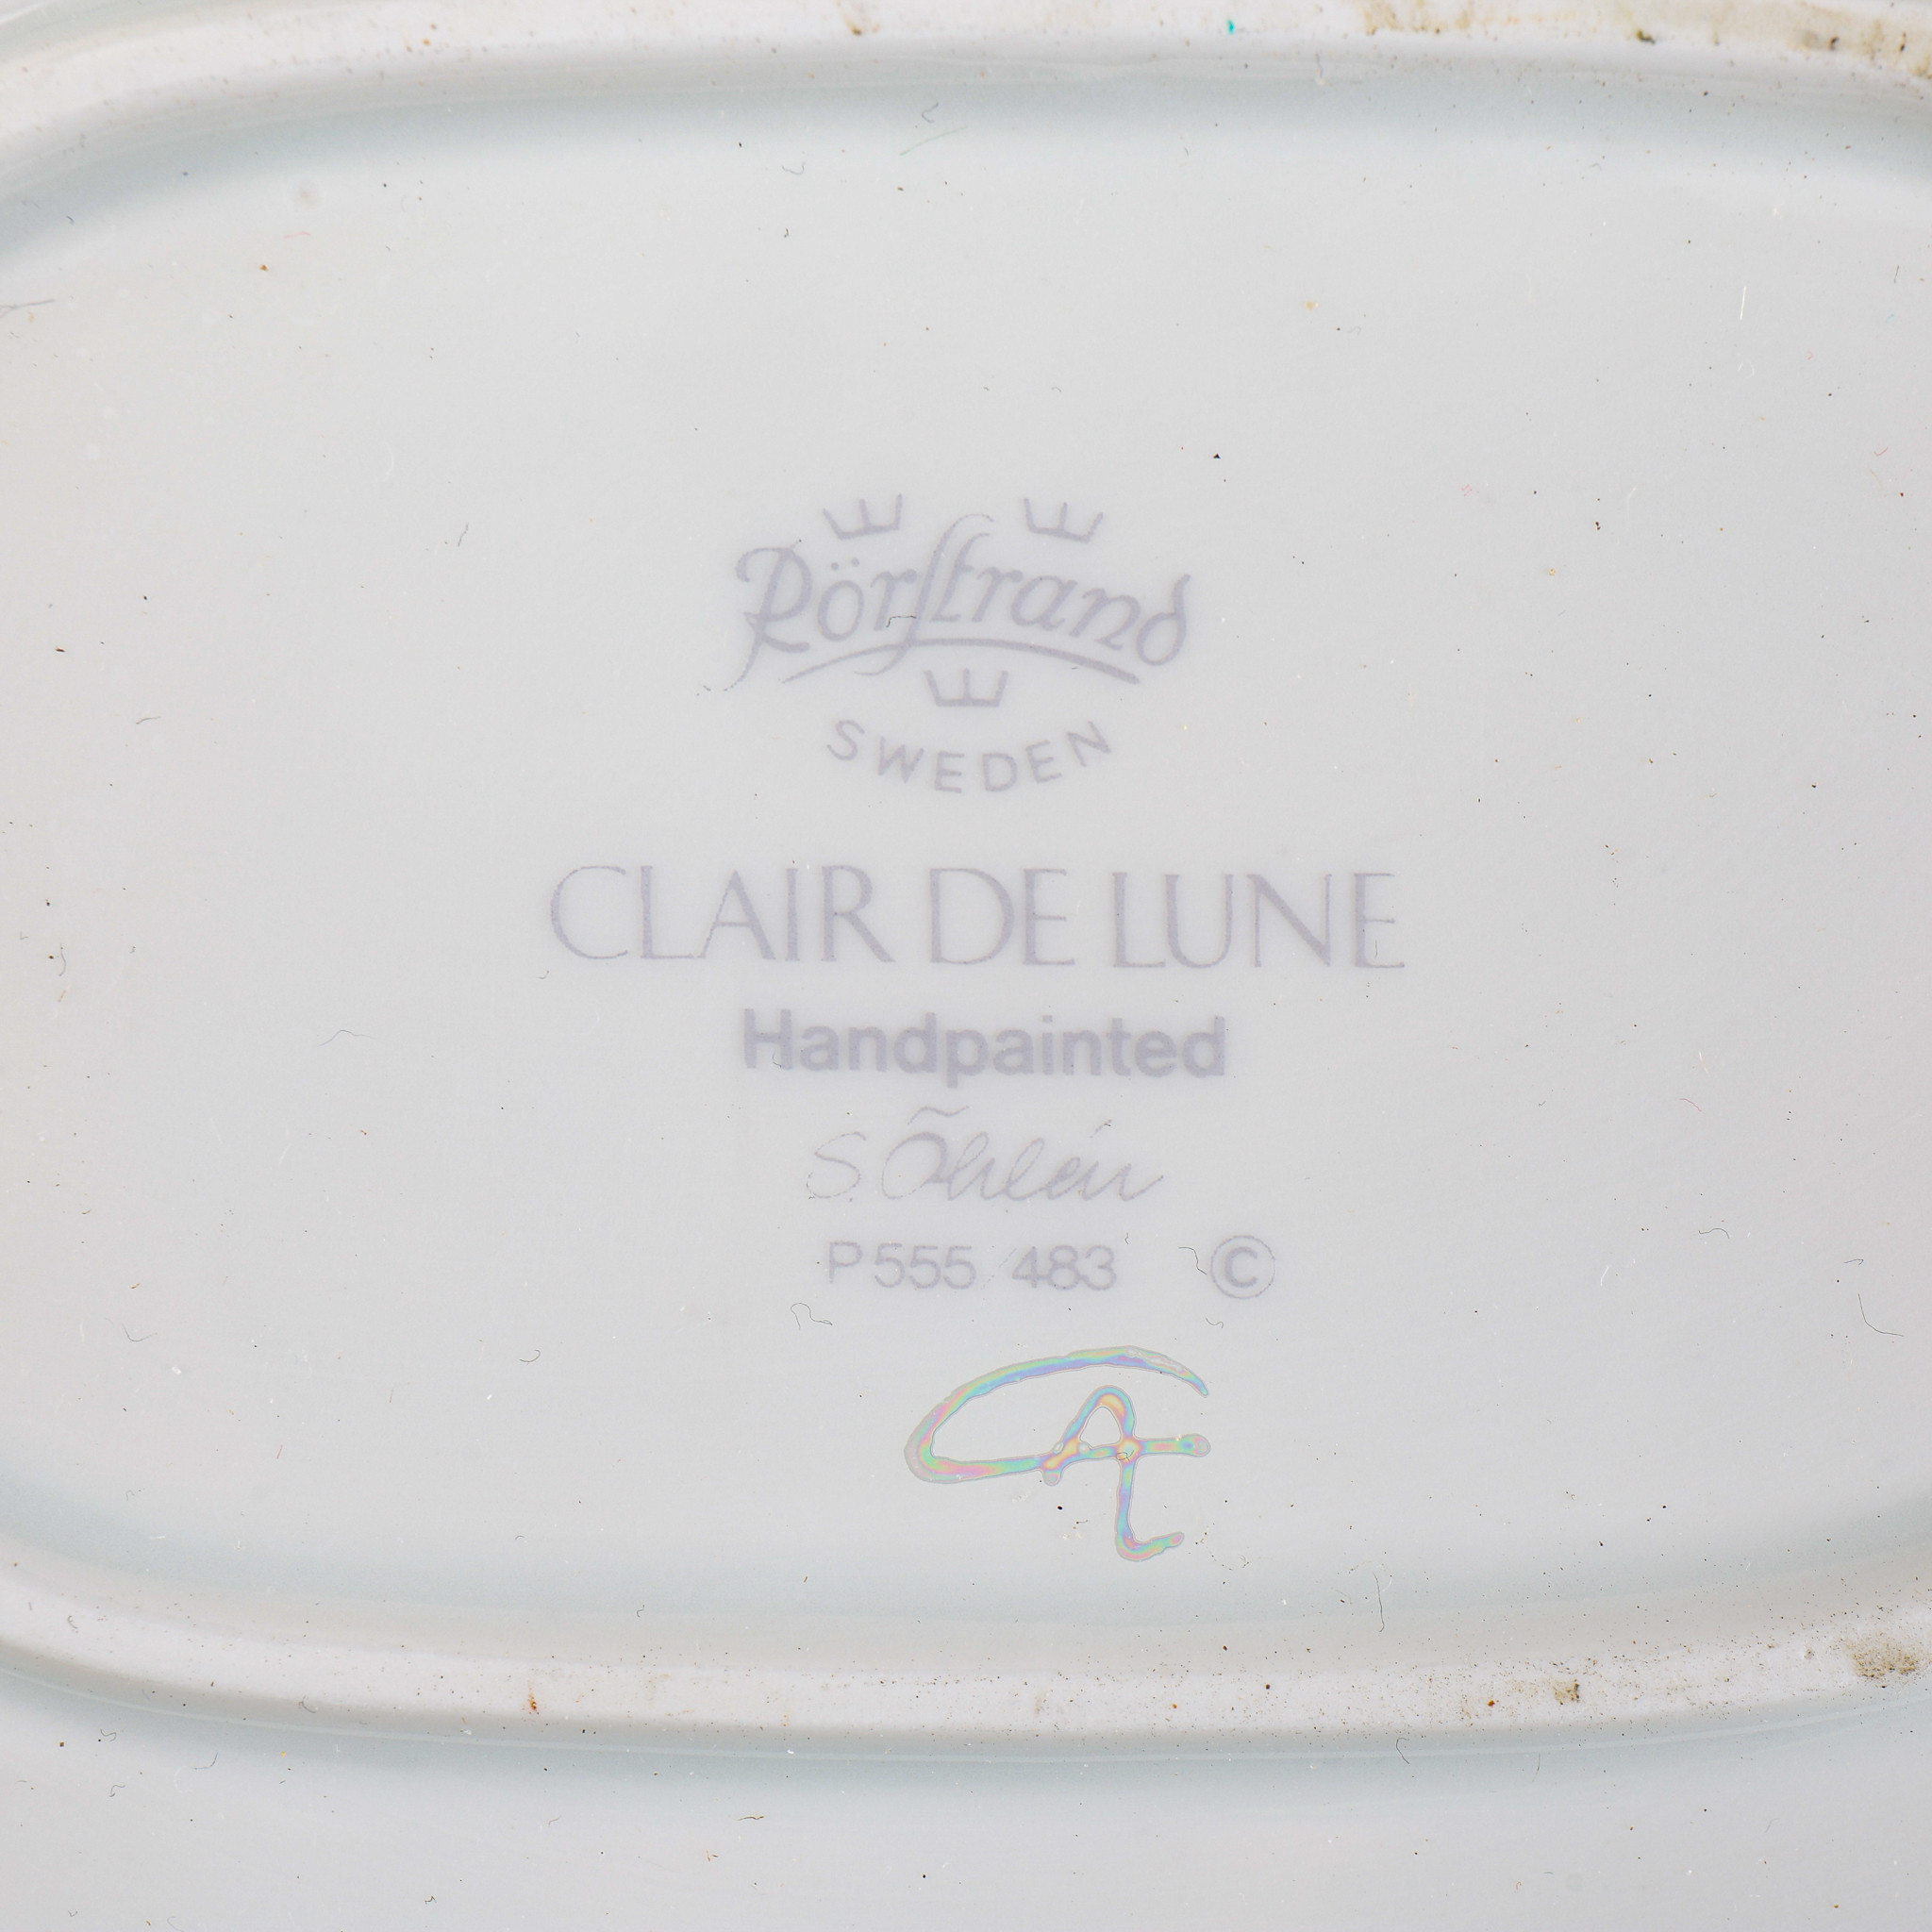 Rörstrand
SWEDEN
CLAIR DE LUNE
Handpainted
S. Öhlén
P555 483 ©